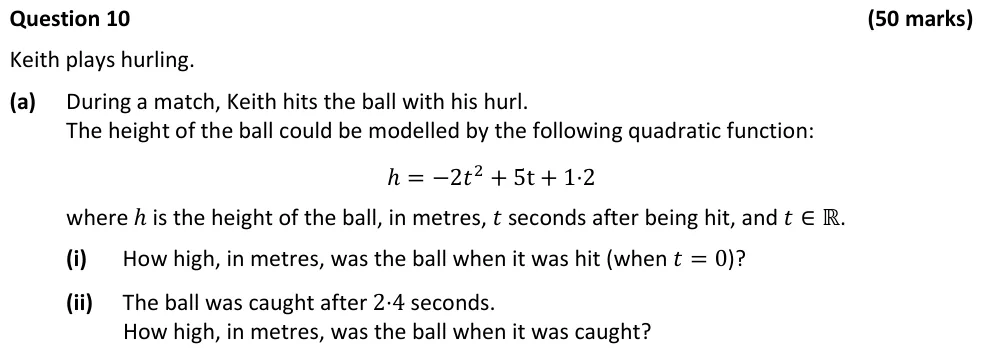 Question 10 (50 marks)
Keith plays hurling.
(a) During a match, Keith hits the ball with his hurl.
The height of the ball could be modelled by the following quadratic function:
h = −2t² + 5t + 1·2
where h is the height of the ball, in metres, t seconds after being hit, and t ∈ ℝ.
(i) How high, in metres, was the ball when it was hit (when t = 0)?
(ii) The ball was caught after 2·4 seconds.
How high, in metres, was the ball when it was caught?